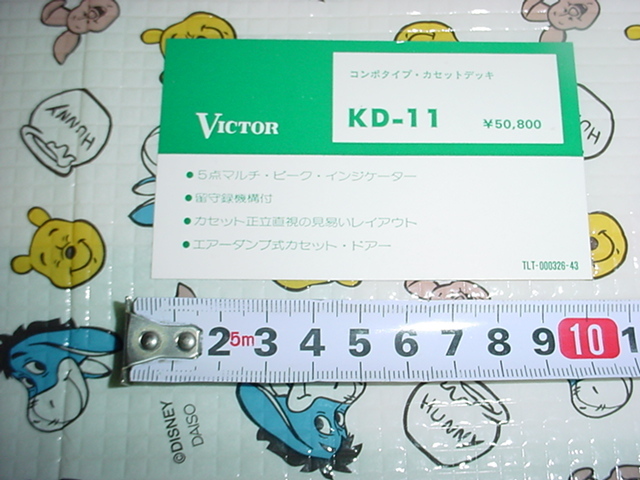 コンポタイプ・カセットデッキ
KD-11 ¥50,800
VICTOR
●5点マルチ・ピーク・インジケーター
●留守録機構付
●カセット正立直視の見易いレイアウト
●エアーダンプ式カセット・ドアー
TLT-000326-43
2 5m 3 4 5 6 7 8 9 10 1
HUNNY
HUNNY
©DISNEY
DAISO